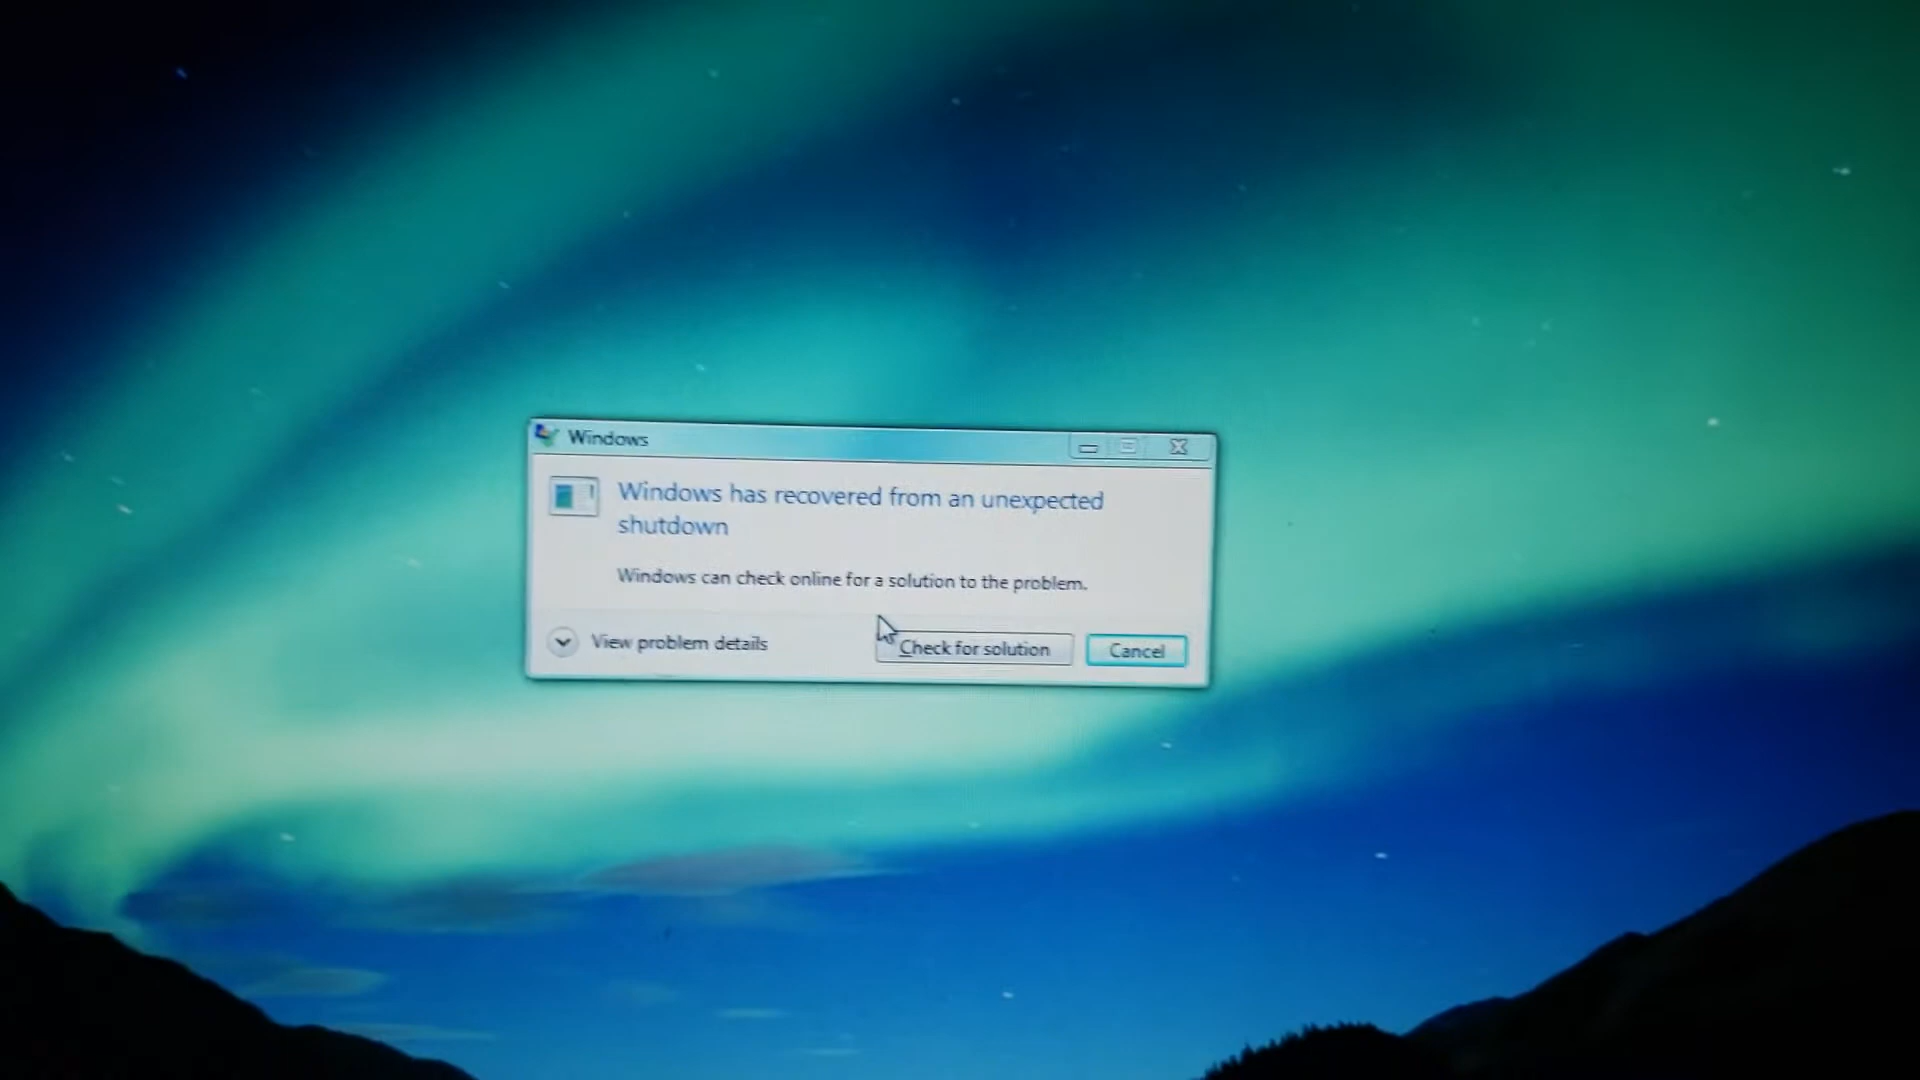 Windows
Windows has recovered from an unexpected
shutdown
Windows can check online for a solution to the problem.
View problem details
Check for solution
Cancel